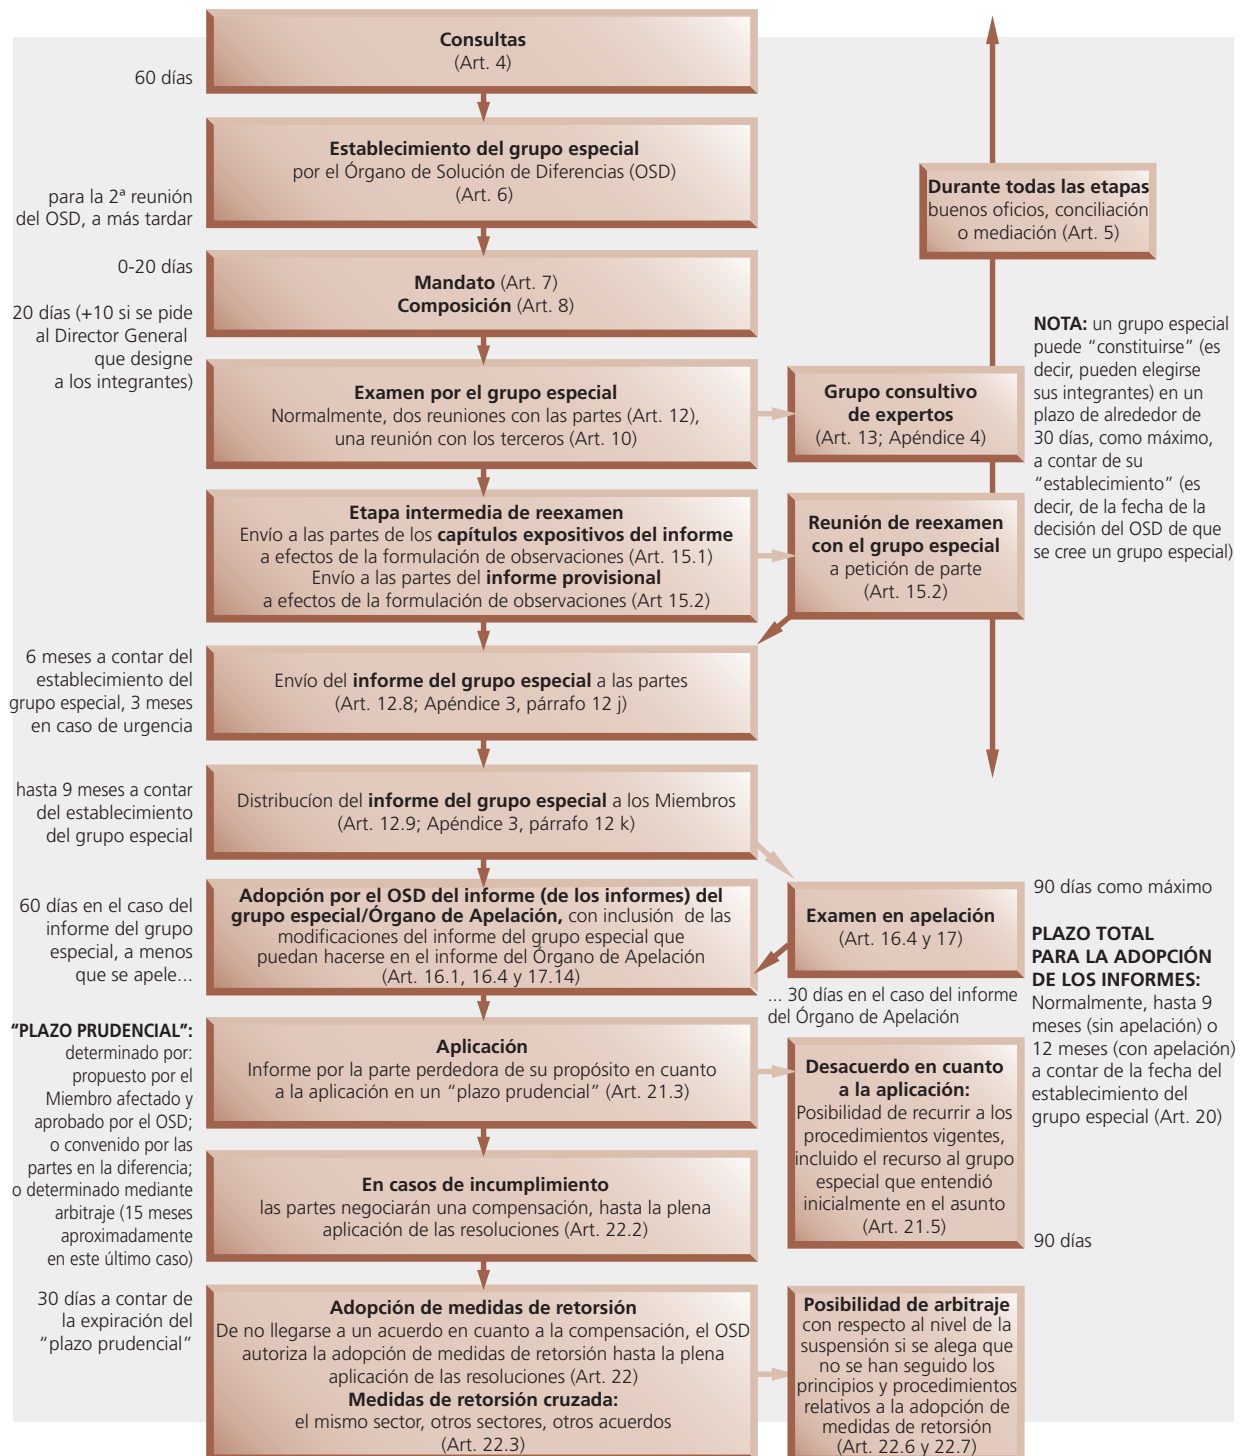 Consultas
(Art. 4)
60 días
Establecimiento del grupo especial
por el Órgano de Solución de Diferencias (OSD)
(Art. 6)
para la 2ª reunión
del OSD, a más tardar
Durante todas las etapas
buenos oficios, conciliación
o mediación (Art. 5)
0-20 días
Mandato (Art. 7)
Composición (Art. 8)
20 días (+10 si se pide
al Director General
que designe
a los integrantes)
Examen por el grupo especial
Normalmente, dos reuniones con las partes (Art. 12),
una reunión con los terceros (Art. 10)
Grupo consultivo
de expertos
(Art. 13; Apéndice 4)
NOTA: un grupo especial
puede “constituirse” (es
decir, pueden elegirse
sus integrantes) en un
plazo de alrededor de
30 días, como máximo,
a contar de su
“establecimiento” (es
decir, de la fecha de la
decisión del OSD de que
se cree un grupo especial)
Etapa intermedia de reexamen
Envío a las partes de los capítulos expositivos del informe
a efectos de la formulación de observaciones (Art. 15.1)
Envío a las partes del informe provisional
a efectos de la formulación de observaciones (Art 15.2)
Reunión de reexamen
con el grupo especial
a petición de parte
(Art. 15.2)
6 meses a contar del
establecimiento del
grupo especial, 3 meses
en caso de urgencia
Envío del informe del grupo especial a las partes
(Art. 12.8; Apéndice 3, párrafo 12 j)
hasta 9 meses a contar
del establecimiento
del grupo especial
Distribucíon del informe del grupo especial a los Miembros
(Art. 12.9; Apéndice 3, párrafo 12 k)
60 días en el caso del
informe del grupo
especial, a menos
que se apele...
Adopción por el OSD del informe (de los informes) del
grupo especial/Órgano de Apelación, con inclusión de las
modificaciones del informe del grupo especial que
puedan hacerse en el informe del Órgano de Apelación
(Art. 16.1, 16.4 y 17.14)
Examen en apelación
(Art. 16.4 y 17)
90 días como máximo
... 30 días en el caso del informe
del Órgano de Apelación
PLAZO TOTAL
PARA LA ADOPCIÓN
DE LOS INFORMES:
Normalmente, hasta 9
meses (sin apelación) o
12 meses (con apelación)
a contar de la fecha del
establecimiento del
grupo especial (Art. 20)
“PLAZO PRUDENCIAL”:
determinado por:
propuesto por el
Miembro afectado y
aprobado por el OSD;
o convenido por las
partes en la diferencia;
o determinado mediante
arbitraje (15 meses
aproximadamente
en este último caso)
Aplicación
Informe por la parte perdedora de su propósito en cuanto
a la aplicación en un “plazo prudencial” (Art. 21.3)
Desacuerdo en cuanto
a la aplicación:
Posibilidad de recurrir a los
procedimientos vigentes,
incluido el recurso al grupo
especial que entendió
inicialmente en el asunto
(Art. 21.5)
90 días
En casos de incumplimiento
las partes negociarán una compensación, hasta la plena
aplicación de las resoluciones (Art. 22.2)
30 días a contar de
la expiración del
“plazo prudencial”
Adopción de medidas de retorsión
De no llegarse a un acuerdo en cuanto a la compensación, el OSD
autoriza la adopción de medidas de retorsión hasta la plena
aplicación de las resoluciones (Art. 22)
Medidas de retorsión cruzada:
el mismo sector, otros sectores, otros acuerdos
(Art. 22.3)
Posibilidad de arbitraje
con respecto al nivel de la
suspensión si se alega que
no se han seguido los
principios y procedimientos
relativos a la adopción de
medidas de retorsión
(Art. 22.6 y 22.7)